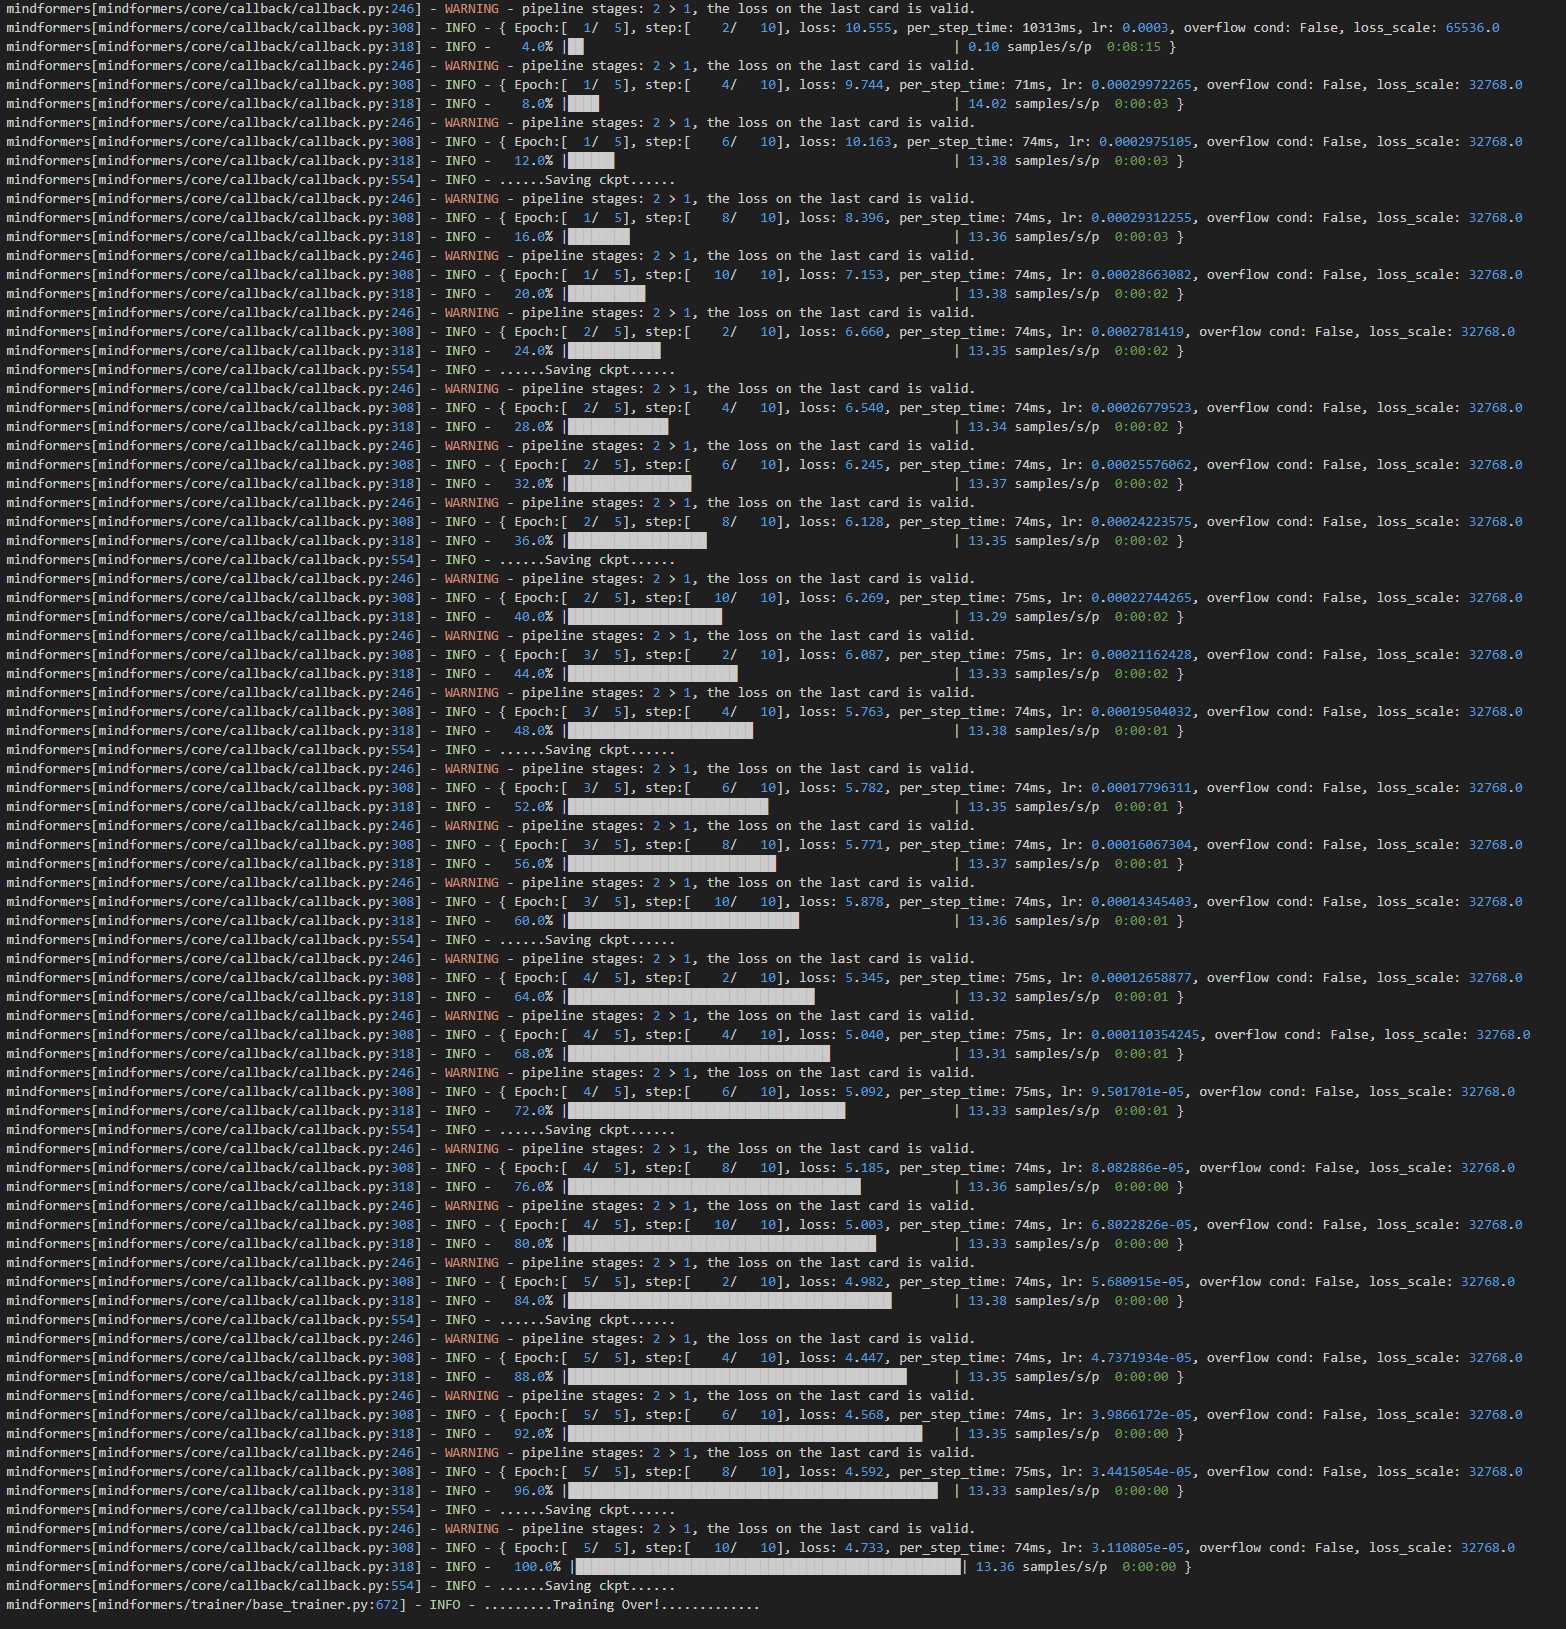 mindformers[mindformers/core/callback/callback.py:246] - WARNING - pipeline stages: 2 > 1, the loss on the last card is valid.
mindformers[mindformers/core/callback/callback.py:308] - INFO - { Epoch:[  1/  5], step:[    2/   10], loss: 10.555, per_step_time: 10313ms, lr: 0.0003, overflow cond: False, loss_scale: 65536.0
mindformers[mindformers/core/callback/callback.py:318] - INFO -    4.0% |██                                                | 0.10 samples/s/p  0:08:15 }
mindformers[mindformers/core/callback/callback.py:246] - WARNING - pipeline stages: 2 > 1, the loss on the last card is valid.
mindformers[mindformers/core/callback/callback.py:308] - INFO - { Epoch:[  1/  5], step:[    4/   10], loss: 9.744, per_step_time: 71ms, lr: 0.00029972265, overflow cond: False, loss_scale: 32768.0
mindformers[mindformers/core/callback/callback.py:318] - INFO -    8.0% |████                                              | 14.02 samples/s/p  0:00:03 }
mindformers[mindformers/core/callback/callback.py:246] - WARNING - pipeline stages: 2 > 1, the loss on the last card is valid.
mindformers[mindformers/core/callback/callback.py:308] - INFO - { Epoch:[  1/  5], step:[    6/   10], loss: 10.163, per_step_time: 74ms, lr: 0.0002975105, overflow cond: False, loss_scale: 32768.0
mindformers[mindformers/core/callback/callback.py:318] - INFO -   12.0% |██████                                            | 13.38 samples/s/p  0:00:03 }
mindformers[mindformers/core/callback/callback.py:554] - INFO - ......Saving ckpt......
mindformers[mindformers/core/callback/callback.py:246] - WARNING - pipeline stages: 2 > 1, the loss on the last card is valid.
mindformers[mindformers/core/callback/callback.py:308] - INFO - { Epoch:[  1/  5], step:[    8/   10], loss: 8.396, per_step_time: 74ms, lr: 0.00029312255, overflow cond: False, loss_scale: 32768.0
mindformers[mindformers/core/callback/callback.py:318] - INFO -   16.0% |████████                                          | 13.36 samples/s/p  0:00:03 }
mindformers[mindformers/core/callback/callback.py:246] - WARNING - pipeline stages: 2 > 1, the loss on the last card is valid.
mindformers[mindformers/core/callback/callback.py:308] - INFO - { Epoch:[  1/  5], step:[   10/   10], loss: 7.153, per_step_time: 74ms, lr: 0.00028663082, overflow cond: False, loss_scale: 32768.0
mindformers[mindformers/core/callback/callback.py:318] - INFO -   20.0% |██████████                                        | 13.38 samples/s/p  0:00:02 }
mindformers[mindformers/core/callback/callback.py:246] - WARNING - pipeline stages: 2 > 1, the loss on the last card is valid.
mindformers[mindformers/core/callback/callback.py:308] - INFO - { Epoch:[  2/  5], step:[    2/   10], loss: 6.660, per_step_time: 74ms, lr: 0.0002781419, overflow cond: False, loss_scale: 32768.0
mindformers[mindformers/core/callback/callback.py:318] - INFO -   24.0% |████████████                                      | 13.35 samples/s/p  0:00:02 }
mindformers[mindformers/core/callback/callback.py:554] - INFO - ......Saving ckpt......
mindformers[mindformers/core/callback/callback.py:246] - WARNING - pipeline stages: 2 > 1, the loss on the last card is valid.
mindformers[mindformers/core/callback/callback.py:308] - INFO - { Epoch:[  2/  5], step:[    4/   10], loss: 6.540, per_step_time: 74ms, lr: 0.00026779523, overflow cond: False, loss_scale: 32768.0
mindformers[mindformers/core/callback/callback.py:318] - INFO -   28.0% |█████████████                                     | 13.34 samples/s/p  0:00:02 }
mindformers[mindformers/core/callback/callback.py:246] - WARNING - pipeline stages: 2 > 1, the loss on the last card is valid.
mindformers[mindformers/core/callback/callback.py:308] - INFO - { Epoch:[  2/  5], step:[    6/   10], loss: 6.245, per_step_time: 74ms, lr: 0.00025576062, overflow cond: False, loss_scale: 32768.0
mindformers[mindformers/core/callback/callback.py:318] - INFO -   32.0% |████████████████                                  | 13.37 samples/s/p  0:00:02 }
mindformers[mindformers/core/callback/callback.py:246] - WARNING - pipeline stages: 2 > 1, the loss on the last card is valid.
mindformers[mindformers/core/callback/callback.py:308] - INFO - { Epoch:[  2/  5], step:[    8/   10], loss: 6.128, per_step_time: 74ms, lr: 0.00024223575, overflow cond: False, loss_scale: 32768.0
mindformers[mindformers/core/callback/callback.py:318] - INFO -   36.0% |██████████████████                                | 13.35 samples/s/p  0:00:02 }
mindformers[mindformers/core/callback/callback.py:554] - INFO - ......Saving ckpt......
mindformers[mindformers/core/callback/callback.py:246] - WARNING - pipeline stages: 2 > 1, the loss on the last card is valid.
mindformers[mindformers/core/callback/callback.py:308] - INFO - { Epoch:[  2/  5], step:[   10/   10], loss: 6.269, per_step_time: 75ms, lr: 0.00022744265, overflow cond: False, loss_scale: 32768.0
mindformers[mindformers/core/callback/callback.py:318] - INFO -   40.0% |████████████████████                              | 13.29 samples/s/p  0:00:02 }
mindformers[mindformers/core/callback/callback.py:246] - WARNING - pipeline stages: 2 > 1, the loss on the last card is valid.
mindformers[mindformers/core/callback/callback.py:308] - INFO - { Epoch:[  3/  5], step:[    2/   10], loss: 6.087, per_step_time: 75ms, lr: 0.00021162428, overflow cond: False, loss_scale: 32768.0
mindformers[mindformers/core/callback/callback.py:318] - INFO -   44.0% |██████████████████████                            | 13.33 samples/s/p  0:00:02 }
mindformers[mindformers/core/callback/callback.py:246] - WARNING - pipeline stages: 2 > 1, the loss on the last card is valid.
mindformers[mindformers/core/callback/callback.py:308] - INFO - { Epoch:[  3/  5], step:[    4/   10], loss: 5.763, per_step_time: 74ms, lr: 0.00019504032, overflow cond: False, loss_scale: 32768.0
mindformers[mindformers/core/callback/callback.py:318] - INFO -   48.0% |████████████████████████                          | 13.38 samples/s/p  0:00:01 }
mindformers[mindformers/core/callback/callback.py:554] - INFO - ......Saving ckpt......
mindformers[mindformers/core/callback/callback.py:246] - WARNING - pipeline stages: 2 > 1, the loss on the last card is valid.
mindformers[mindformers/core/callback/callback.py:308] - INFO - { Epoch:[  3/  5], step:[    6/   10], loss: 5.782, per_step_time: 74ms, lr: 0.00017796311, overflow cond: False, loss_scale: 32768.0
mindformers[mindformers/core/callback/callback.py:318] - INFO -   52.0% |██████████████████████████                        | 13.35 samples/s/p  0:00:01 }
mindformers[mindformers/core/callback/callback.py:246] - WARNING - pipeline stages: 2 > 1, the loss on the last card is valid.
mindformers[mindformers/core/callback/callback.py:308] - INFO - { Epoch:[  3/  5], step:[    8/   10], loss: 5.771, per_step_time: 74ms, lr: 0.00016067304, overflow cond: False, loss_scale: 32768.0
mindformers[mindformers/core/callback/callback.py:318] - INFO -   56.0% |███████████████████████████                       | 13.37 samples/s/p  0:00:01 }
mindformers[mindformers/core/callback/callback.py:246] - WARNING - pipeline stages: 2 > 1, the loss on the last card is valid.
mindformers[mindformers/core/callback/callback.py:308] - INFO - { Epoch:[  3/  5], step:[   10/   10], loss: 5.878, per_step_time: 74ms, lr: 0.00014345403, overflow cond: False, loss_scale: 32768.0
mindformers[mindformers/core/callback/callback.py:318] - INFO -   60.0% |██████████████████████████████                    | 13.36 samples/s/p  0:00:01 }
mindformers[mindformers/core/callback/callback.py:554] - INFO - ......Saving ckpt......
mindformers[mindformers/core/callback/callback.py:246] - WARNING - pipeline stages: 2 > 1, the loss on the last card is valid.
mindformers[mindformers/core/callback/callback.py:308] - INFO - { Epoch:[  4/  5], step:[    2/   10], loss: 5.345, per_step_time: 75ms, lr: 0.00012658877, overflow cond: False, loss_scale: 32768.0
mindformers[mindformers/core/callback/callback.py:318] - INFO -   64.0% |████████████████████████████████                  | 13.32 samples/s/p  0:00:01 }
mindformers[mindformers/core/callback/callback.py:246] - WARNING - pipeline stages: 2 > 1, the loss on the last card is valid.
mindformers[mindformers/core/callback/callback.py:308] - INFO - { Epoch:[  4/  5], step:[    4/   10], loss: 5.040, per_step_time: 75ms, lr: 0.000110354245, overflow cond: False, loss_scale: 32768.0
mindformers[mindformers/core/callback/callback.py:318] - INFO -   68.0% |██████████████████████████████████                | 13.31 samples/s/p  0:00:01 }
mindformers[mindformers/core/callback/callback.py:246] - WARNING - pipeline stages: 2 > 1, the loss on the last card is valid.
mindformers[mindformers/core/callback/callback.py:308] - INFO - { Epoch:[  4/  5], step:[    6/   10], loss: 5.092, per_step_time: 75ms, lr: 9.501701e-05, overflow cond: False, loss_scale: 32768.0
mindformers[mindformers/core/callback/callback.py:318] - INFO -   72.0% |████████████████████████████████████              | 13.33 samples/s/p  0:00:01 }
mindformers[mindformers/core/callback/callback.py:554] - INFO - ......Saving ckpt......
mindformers[mindformers/core/callback/callback.py:246] - WARNING - pipeline stages: 2 > 1, the loss on the last card is valid.
mindformers[mindformers/core/callback/callback.py:308] - INFO - { Epoch:[  4/  5], step:[    8/   10], loss: 5.185, per_step_time: 74ms, lr: 8.082886e-05, overflow cond: False, loss_scale: 32768.0
mindformers[mindformers/core/callback/callback.py:318] - INFO -   76.0% |██████████████████████████████████████            | 13.36 samples/s/p  0:00:00 }
mindformers[mindformers/core/callback/callback.py:246] - WARNING - pipeline stages: 2 > 1, the loss on the last card is valid.
mindformers[mindformers/core/callback/callback.py:308] - INFO - { Epoch:[  4/  5], step:[   10/   10], loss: 5.003, per_step_time: 74ms, lr: 6.8022826e-05, overflow cond: False, loss_scale: 32768.0
mindformers[mindformers/core/callback/callback.py:318] - INFO -   80.0% |████████████████████████████████████████          | 13.33 samples/s/p  0:00:00 }
mindformers[mindformers/core/callback/callback.py:246] - WARNING - pipeline stages: 2 > 1, the loss on the last card is valid.
mindformers[mindformers/core/callback/callback.py:308] - INFO - { Epoch:[  5/  5], step:[    2/   10], loss: 4.982, per_step_time: 74ms, lr: 5.680915e-05, overflow cond: False, loss_scale: 32768.0
mindformers[mindformers/core/callback/callback.py:318] - INFO -   84.0% |██████████████████████████████████████████        | 13.38 samples/s/p  0:00:00 }
mindformers[mindformers/core/callback/callback.py:554] - INFO - ......Saving ckpt......
mindformers[mindformers/core/callback/callback.py:246] - WARNING - pipeline stages: 2 > 1, the loss on the last card is valid.
mindformers[mindformers/core/callback/callback.py:308] - INFO - { Epoch:[  5/  5], step:[    4/   10], loss: 4.447, per_step_time: 74ms, lr: 4.7371934e-05, overflow cond: False, loss_scale: 32768.0
mindformers[mindformers/core/callback/callback.py:318] - INFO -   88.0% |████████████████████████████████████████████      | 13.35 samples/s/p  0:00:00 }
mindformers[mindformers/core/callback/callback.py:246] - WARNING - pipeline stages: 2 > 1, the loss on the last card is valid.
mindformers[mindformers/core/callback/callback.py:308] - INFO - { Epoch:[  5/  5], step:[    6/   10], loss: 4.568, per_step_time: 74ms, lr: 3.9866172e-05, overflow cond: False, loss_scale: 32768.0
mindformers[mindformers/core/callback/callback.py:318] - INFO -   92.0% |██████████████████████████████████████████████    | 13.35 samples/s/p  0:00:00 }
mindformers[mindformers/core/callback/callback.py:246] - WARNING - pipeline stages: 2 > 1, the loss on the last card is valid.
mindformers[mindformers/core/callback/callback.py:308] - INFO - { Epoch:[  5/  5], step:[    8/   10], loss: 4.592, per_step_time: 75ms, lr: 3.4415054e-05, overflow cond: False, loss_scale: 32768.0
mindformers[mindformers/core/callback/callback.py:318] - INFO -   96.0% |████████████████████████████████████████████████  | 13.33 samples/s/p  0:00:00 }
mindformers[mindformers/core/callback/callback.py:554] - INFO - ......Saving ckpt......
mindformers[mindformers/core/callback/callback.py:246] - WARNING - pipeline stages: 2 > 1, the loss on the last card is valid.
mindformers[mindformers/core/callback/callback.py:308] - INFO - { Epoch:[  5/  5], step:[   10/   10], loss: 4.733, per_step_time: 74ms, lr: 3.110805e-05, overflow cond: False, loss_scale: 32768.0
mindformers[mindformers/core/callback/callback.py:318] - INFO -   100.0% |██████████████████████████████████████████████████| 13.36 samples/s/p  0:00:00 }
mindformers[mindformers/core/callback/callback.py:554] - INFO - ......Saving ckpt......
mindformers[mindformers/trainer/base_trainer.py:672] - INFO - .........Training Over!.............